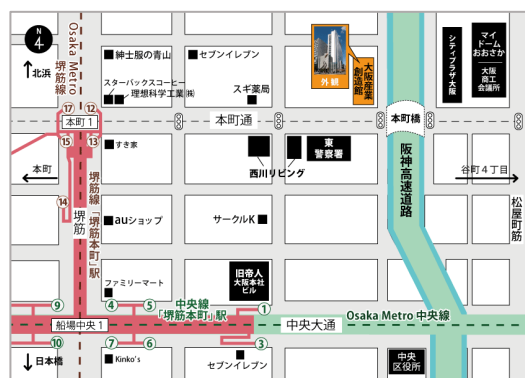 N
4
北浜
Osaka Metro
堺筋線
紳士服の青山
スターバックスコーヒー
理想科学工業㈱
セブンイレブン
スギ薬局
外観
大阪産業
創造館
シティプラザ大阪
マイ
ドーム
おおさか
大阪
商工
会議所
⑰
⑫
本町1
本町通
本町橋
⑮
⑬
すき家
西川リビング
東
警察署
阪神高速道路
本町
谷町4丁目
⑭
堺筋
堺筋線「堺筋本町」駅
auショップ
サークルK
松屋町筋
ファミリーマート
旧帝人
大阪本社
ビル
⑨
④
⑤
中央線
「堺筋本町」駅
①
船場中央1
中央大通
Osaka Metro 中央線
⑩
日本橋
⑦
⑥
③
Kinko's
セブンイレブン
中央
区役所